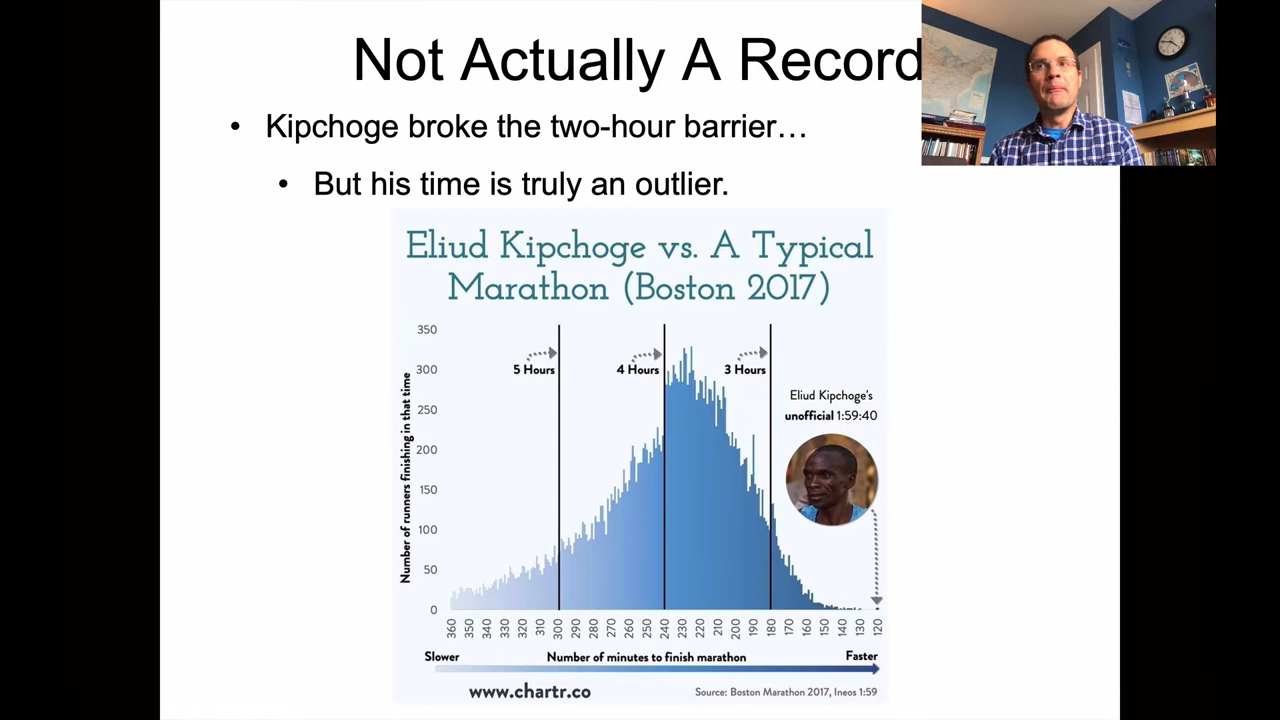 Not Actually A Record
• Kipchoge broke the two-hour barrier…
• But his time is truly an outlier.
Eliud Kipchoge vs. A Typical
Marathon (Boston 2017)
Number of runners finishing in that time
350
300
250
200
150
100
50
0
5 Hours
4 Hours
3 Hours
Eliud Kipchoge's
unofficial 1:59:40
360 350 340 330 320 310 300 290 280 270 260 250 240 230 220 210 200 190 180 170 160 150 140 130 120
Slower Number of minutes to finish marathon Faster
www.chartr.co Source: Boston Marathon 2017, Ineos 1:59